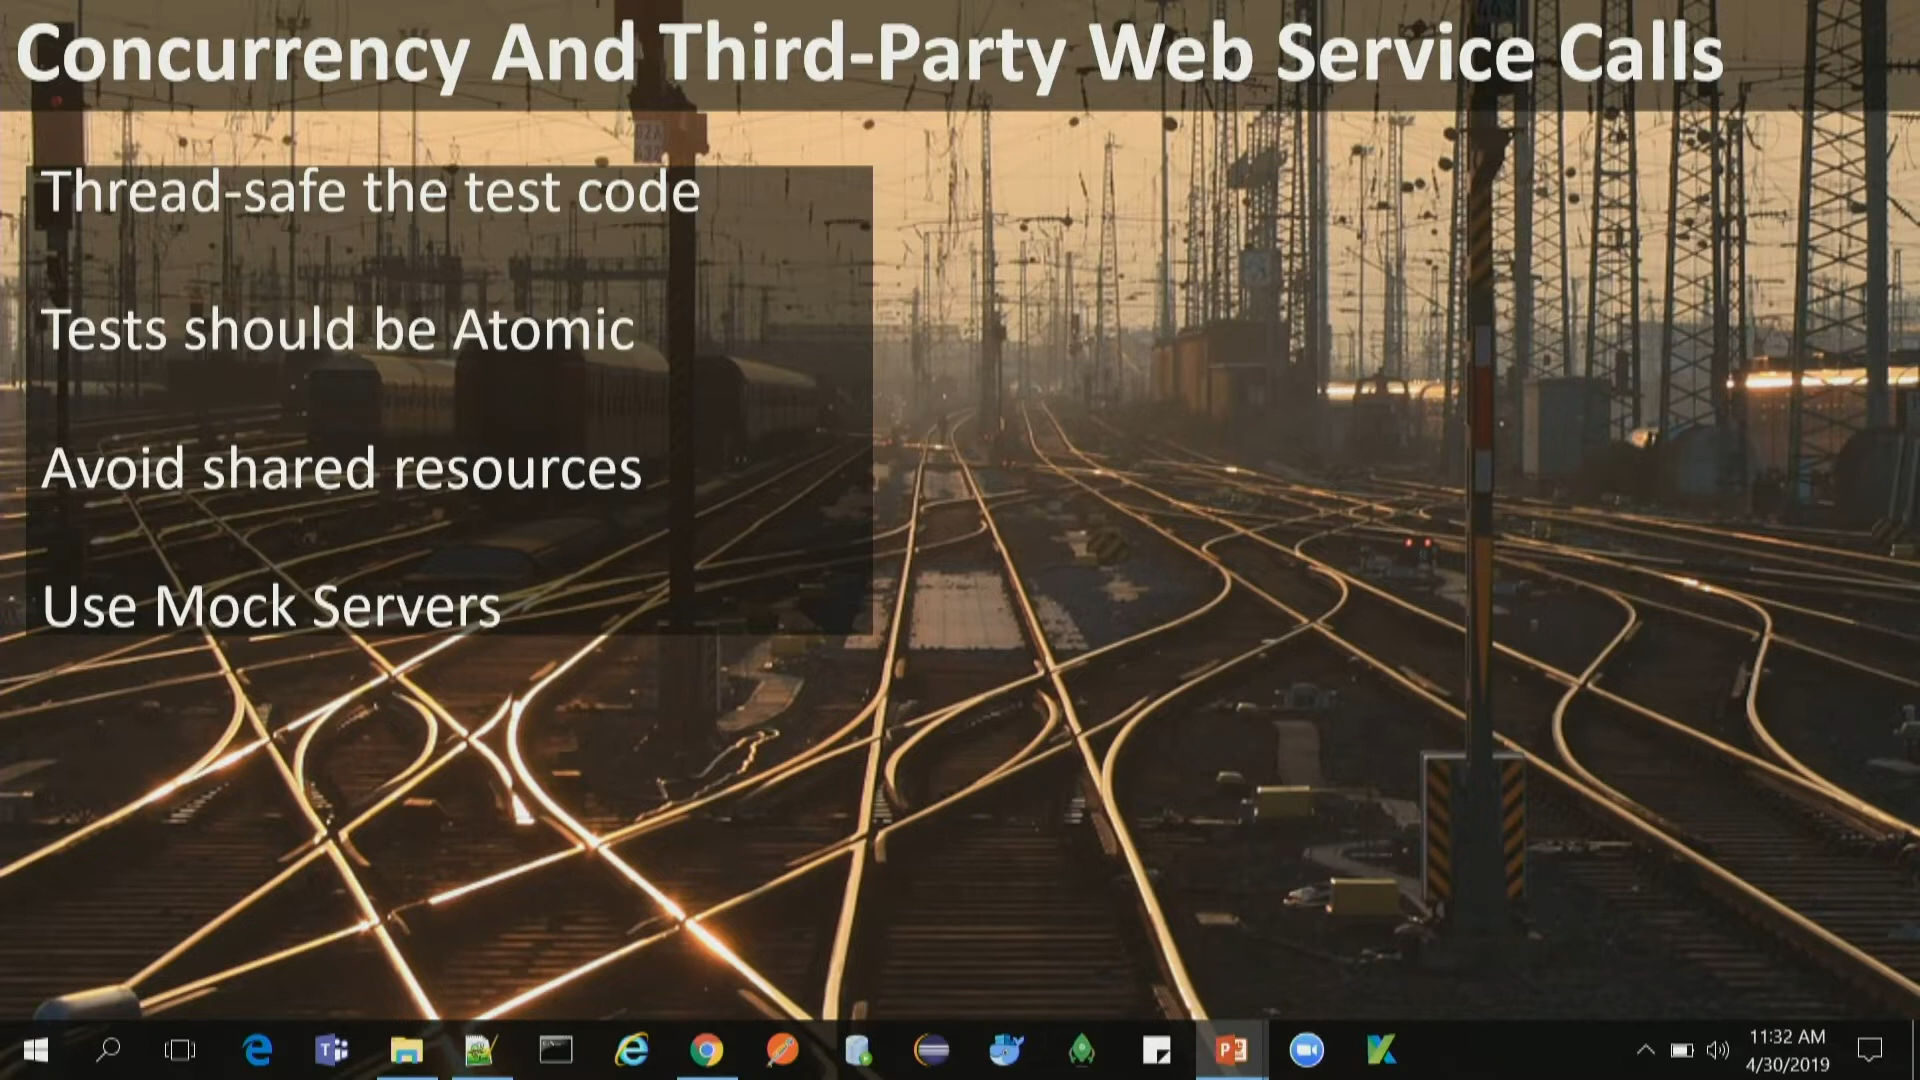 Concurrency And Third-Party Web Service Calls
Thread-safe the test code
Tests should be Atomic
Avoid shared resources
Use Mock Servers
11:32 AM
4/30/2019